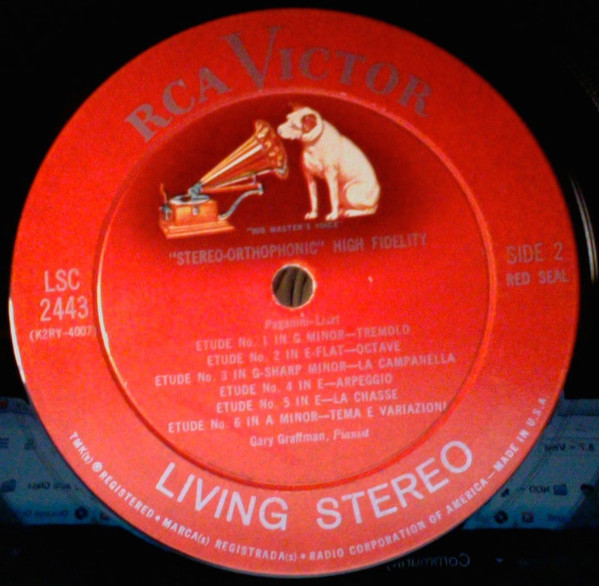 RCA VICTOR
"HIS MASTER'S VOICE"
"STEREO-ORTHOPHONIC" HIGH FIDELITY
LSC
2443
(K2RY-4007)
SIDE 2
RED SEAL
Paganini-Liszt
ETUDE No. 1 IN G MINOR—TREMOLO
ETUDE No. 2 IN E-FLAT—OCTAVE
ETUDE No. 3 IN G-SHARP MINOR—LA CAMPANELLA
ETUDE No. 4 IN E—ARPEGGIO
ETUDE No. 5 IN E—LA CHASSE
ETUDE No. 6 IN A MINOR—TEMA E VARIAZIONI
Gary Graffman, Pianist
LIVING STEREO
TMK(s) ® REGISTERED • MARCA(s) REGISTRADA(s) • RADIO CORPORATION OF AMERICA—MADE IN U.S.A.